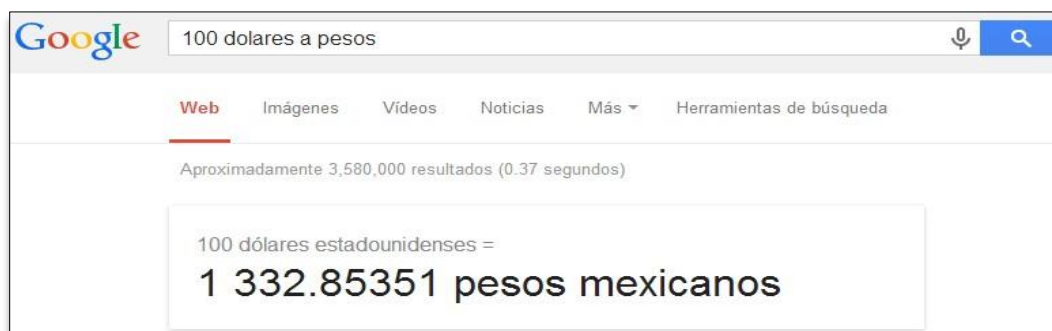 Google 100 dolares a pesos
Web Imágenes Vídeos Noticias Más Herramientas de búsqueda
Aproximadamente 3,580,000 resultados (0.37 segundos)
100 dólares estadounidenses =
1 332.85351 pesos mexicanos